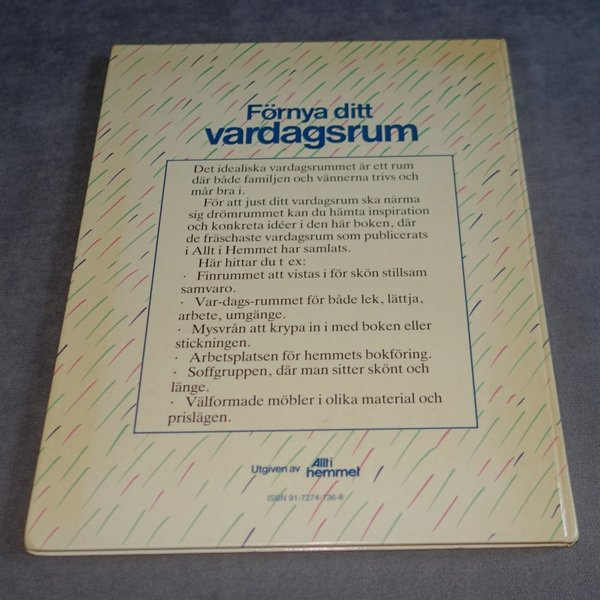 Förnya ditt
vardagsrum
Det idealiska vardagsrummet är ett rum
där både familjen och vännerna trivs och
mår bra i.
För att just ditt vardagsrum ska närma
sig drömrummet kan du hämta inspiration
och konkreta idéer i den här boken, där
de fräschaste vardagsrum som publicerats
i Allt i Hemmet har samlats.
Här hittar du t ex:
· Finrummet att vistas i för skön stillsam
samvaro.
· Var-dags-rummet för både lek, lättja,
arbete, umgänge.
· Mysvrån att krypa in i med boken eller
stickningen.
· Arbetsplatsen för hemmets bokföring.
· Soffgruppen, där man sitter skönt och
länge.
· Välformade möbler i olika material och
prislägen.
Utgiven av Allt i
hemmet
ISBN 91-7274-136-8